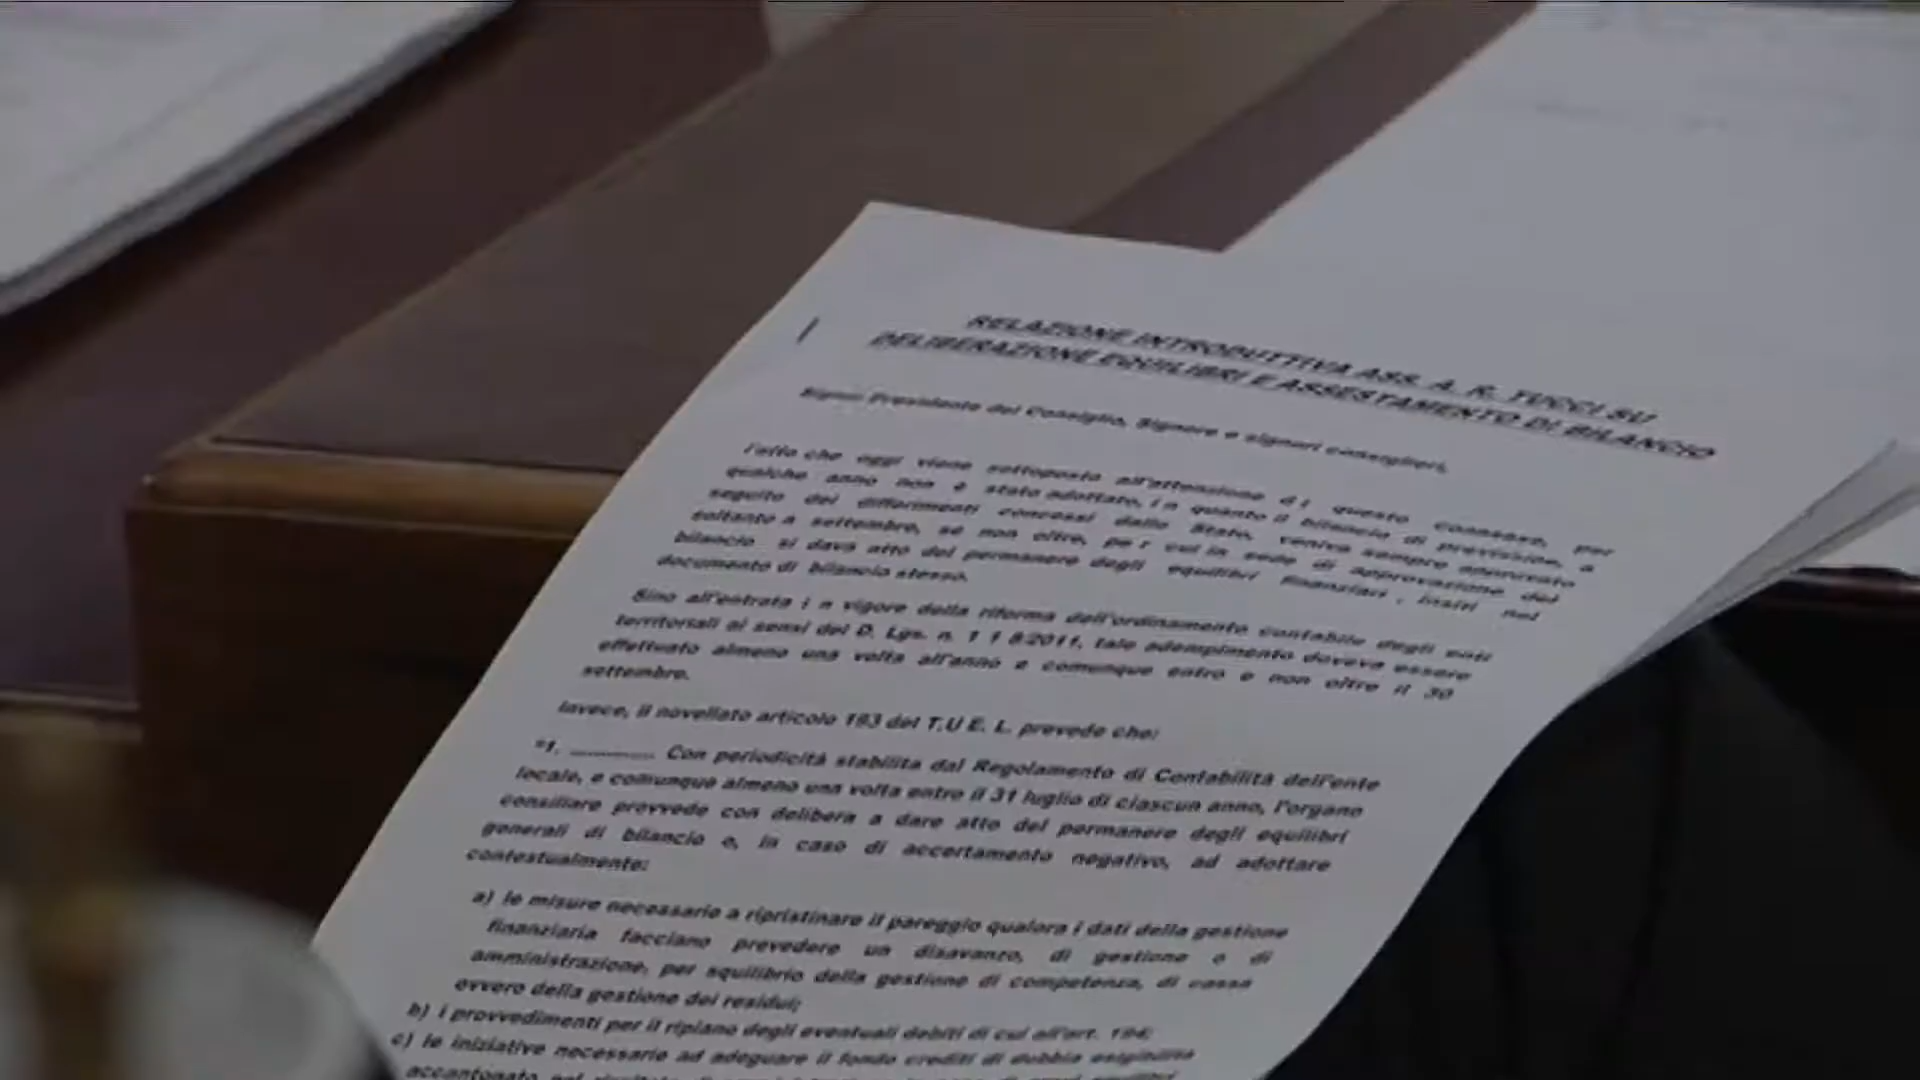 RELAZIONE INTRODUTTIVA ASS. A. R. TUCCI SU
DELIBERAZIONE EQUILIBRI E ASSESTAMENTO DI BILANCIO
Signor Presidente del Consiglio, Signore e signori consiglieri,
l'atto che oggi viene sottoposto all'attenzione di questo consesso, per
qualche anno non è stato adottato, in quanto il bilancio di previsione, a
seguito dei differimenti concessi dallo Stato, veniva sempre approvato
soltanto a settembre, se non oltre, per cui in sede di approvazione del
bilancio si dava atto del permanere degli equilibri finanziari, insiti nel
documento di bilancio stesso.
Sino all'entrata in vigore della riforma dell'ordinamento contabile degli enti
territoriali ai sensi del D. Lgs. n. 118/2011, tale adempimento doveva essere
effettuato almeno una volta all'anno e comunque entro e non oltre il 30
settembre.
Invece, il novellato articolo 193 del T.U.E.L. prevede che:
"1. ............. Con periodicità stabilita dal Regolamento di Contabilità dell'ente
locale, e comunque almeno una volta entro il 31 luglio di ciascun anno, l'organo
consiliare provvede con delibera a dare atto del permanere degli equilibri
generali di bilancio o, in caso di accertamento negativo, ad adottare
contestualmente:
a) le misure necessarie a ripristinare il pareggio qualora i dati della gestione
finanziaria facciano prevedere un disavanzo, di gestione o di
amministrazione, per squilibrio della gestione di competenza, di cassa
ovvero della gestione dei residui;
b) i provvedimenti per il ripiano degli eventuali debiti di cui all'art. 194;
c) le iniziative necessarie ad adeguare il fondo crediti di dubbia esigibilità
accantonato nel